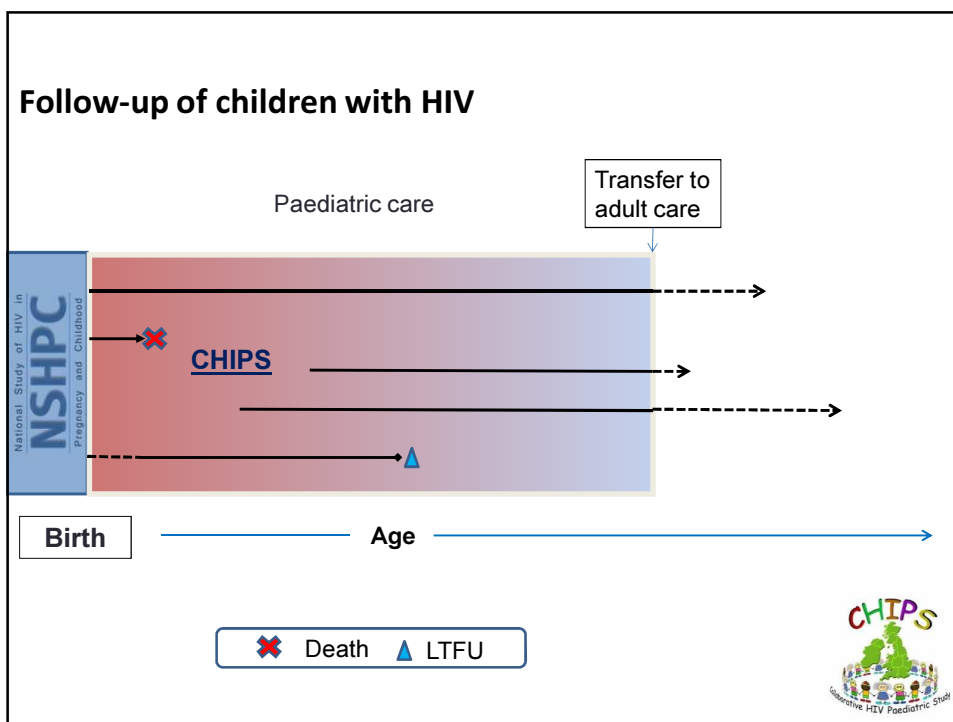 Follow-up of children with HIV
Paediatric care
Transfer to
adult care
National Study of HIV in
NSHPC
Pregnancy and Childhood
CHIPS
Birth
Age
Death
LTFU
CHIPS
Collaborative HIV Paediatric Study